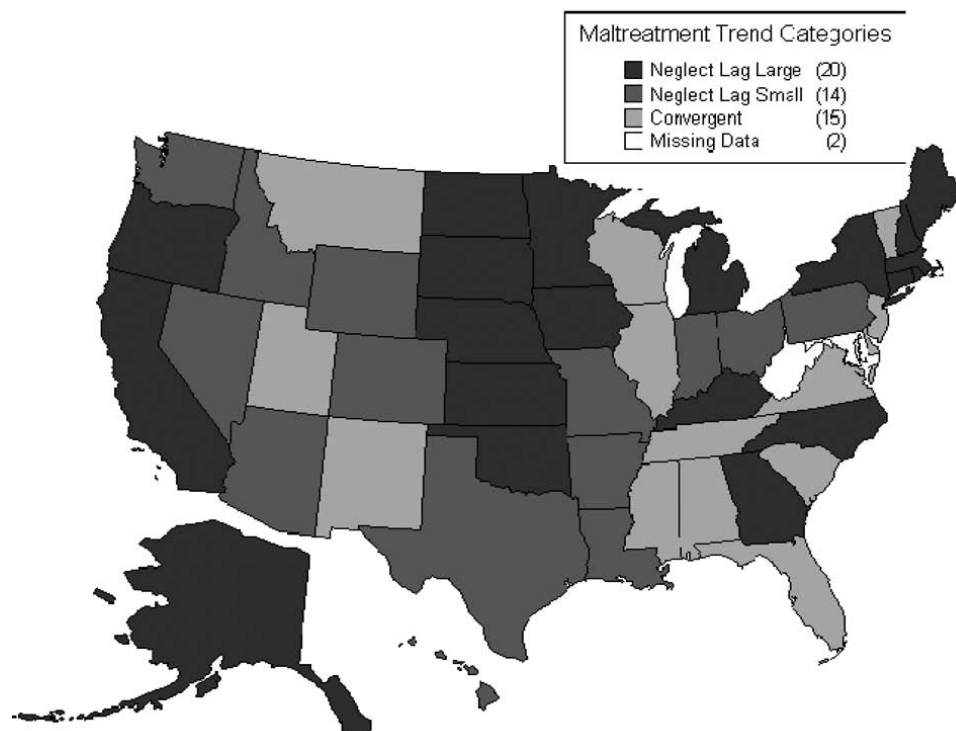 Maltreatment Trend Categories
Neglect Lag Large (20)
Neglect Lag Small (14)
Convergent (15)
Missing Data (2)